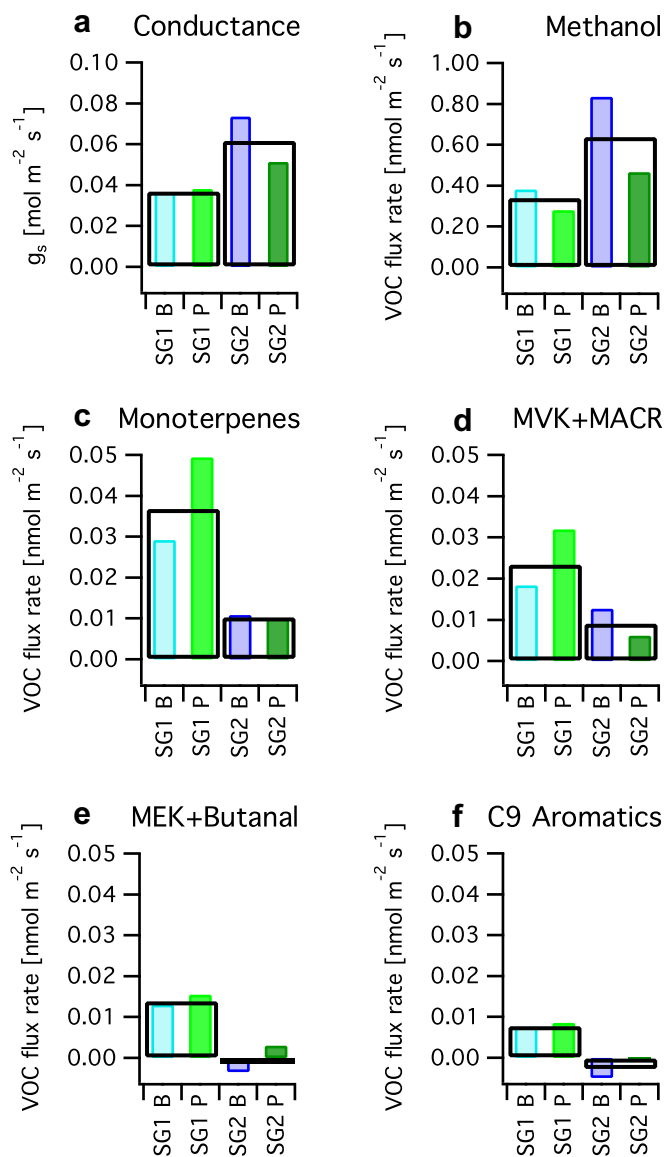 a Conductance
gs [mol m-2 s-1]
0.10
0.08
0.06
0.04
0.02
0.00
SG1 B
SG1 P
SG2 B
SG2 P
b Methanol
VOC flux rate [nmol m-2 s-1]
1.00
0.80
0.60
0.40
0.20
0.00
SG1 B
SG1 P
SG2 B
SG2 P
c Monoterpenes
VOC flux rate [nmol m-2 s-1]
0.05
0.04
0.03
0.02
0.01
0.00
SG1 B
SG1 P
SG2 B
SG2 P
d MVK+MACR
VOC flux rate [nmol m-2 s-1]
0.05
0.04
0.03
0.02
0.01
0.00
SG1 B
SG1 P
SG2 B
SG2 P
e MEK+Butanal
VOC flux rate [nmol m-2 s-1]
0.05
0.04
0.03
0.02
0.01
0.00
SG1 B
SG1 P
SG2 B
SG2 P
f C9 Aromatics
VOC flux rate [nmol m-2 s-1]
0.05
0.04
0.03
0.02
0.01
0.00
SG1 B
SG1 P
SG2 B
SG2 P